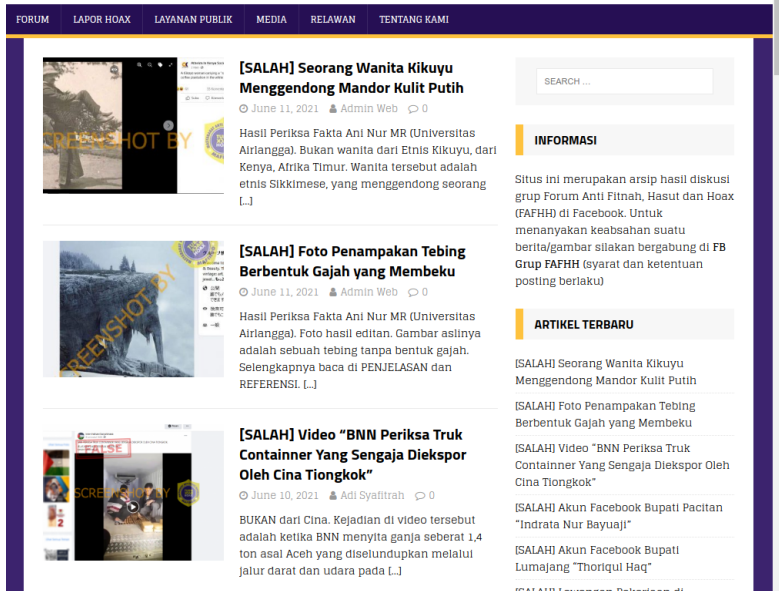 FORUM LAPOR HOAX LAYANAN PUBLIK MEDIA RELAWAN TENTANG KAMI
[SALAH] Seorang Wanita Kikuyu
Menggendong Mandor Kulit Putih
June 11, 2021 Admin Web 0
Hasil Periksa Fakta Ani Nur MR (Universitas
Airlangga). Bukan wanita dari Etnis Kikuyu, dari
Kenya, Afrika Timur. Wanita tersebut adalah
etnis Sikkimese, yang menggendong seorang
[...]
SCREENSHOT BY
[SALAH] Foto Penampakan Tebing
Berbentuk Gajah yang Membeku
June 11, 2021 Admin Web 0
Hasil Periksa Fakta Ani Nur MR (Universitas
Airlangga). Foto hasil editan. Gambar aslinya
adalah sebuah tebing tanpa bentuk gajah.
Selengkapnya baca di PENJELASAN dan
REFERENSI. [...]
SCREENSHOT BY
[SALAH] Video “BNN Periksa Truk
Containner Yang Sengaja Diekspor
Oleh Cina Tiongkok”
June 10, 2021 Adi Syafitrah 0
BUKAN dari Cina. Kejadian di video tersebut
adalah ketika BNN menyita ganja seberat 1,4
ton asal Aceh yang diselundupkan melalui
jalur darat dan udara pada [...]
FALSE
SCREENSHOT BY
SEARCH ...
INFORMASI
Situs ini merupakan arsip hasil diskusi
grup Forum Anti Fitnah, Hasut dan Hoax
(FAFHH) di Facebook. Untuk
menanyakan keabsahan suatu
berita/gambar silakan bergabung di FB
Grup FAFHH (syarat dan ketentuan
posting berlaku)
ARTIKEL TERBARU
[SALAH] Seorang Wanita Kikuyu
Menggendong Mandor Kulit Putih
[SALAH] Foto Penampakan Tebing
Berbentuk Gajah yang Membeku
[SALAH] Video “BNN Periksa Truk
Containner Yang Sengaja Diekspor Oleh
Cina Tiongkok”
[SALAH] Akun Facebook Bupati Pacitan
“Indrata Nur Bayuaji”
[SALAH] Akun Facebook Bupati
Lumajang “Thoriqul Haq”
[SALAH] Lowongan Pekerjaan di